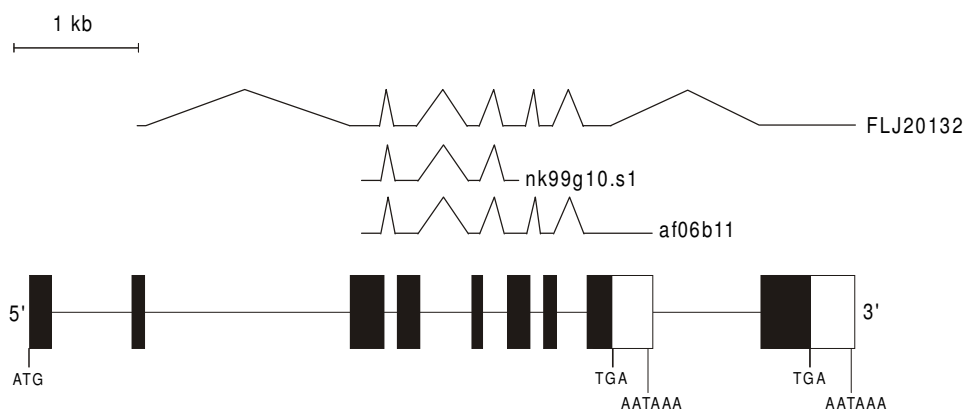 1 kb
FLJ20132
nk99g10.s1
af06b11
5'
3'
ATG
TGA
TGA
AATAAA
AATAAA